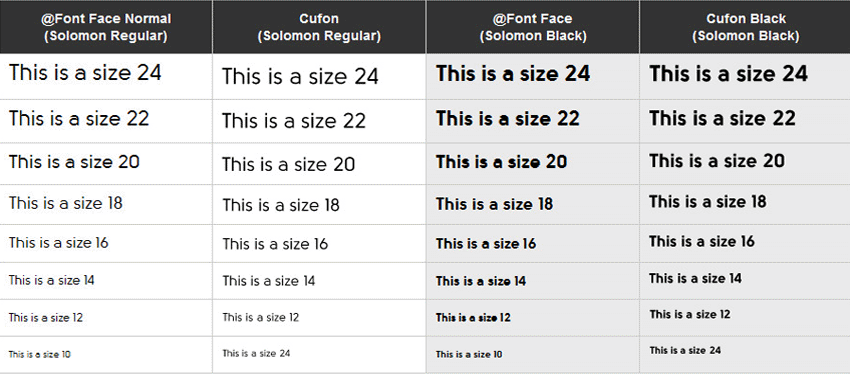 @Font Face Normal
(Solomon Regular)
Cufon
(Solomon Regular)
@Font Face
(Solomon Black)
Cufon Black
(Solomon Black)
This is a size 24
This is a size 24
This is a size 24
This is a size 24
This is a size 22
This is a size 22
This is a size 22
This is a size 22
This is a size 20
This is a size 20
This is a size 20
This is a size 20
This is a size 18
This is a size 18
This is a size 18
This is a size 18
This is a size 16
This is a size 16
This is a size 16
This is a size 16
This is a size 14
This is a size 14
This is a size 14
This is a size 14
This is a size 12
This is a size 12
This is a size 12
This is a size 12
This is a size 10
This is a size 24
This is a size 10
This is a size 24